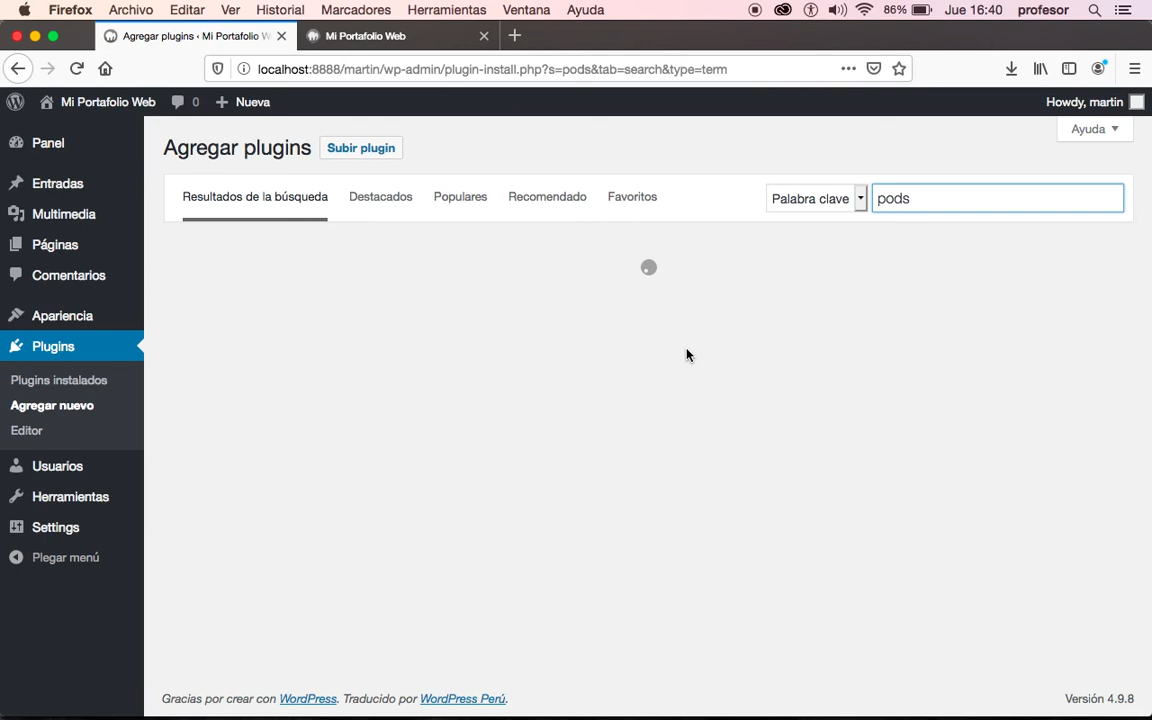 Firefox Archivo Editar Ver Historial Marcadores Herramientas Ventana Ayuda 86% Jue 16:40 profesor
Agregar plugins ‹ Mi Portafolio W
Mi Portafolio Web
localhost:8888/martin/wp-admin/plugin-install.php?s=pods&tab=search&type=term
Mi Portafolio Web 0 + Nueva Howdy, martin
Ayuda
Agregar plugins Subir plugin
Resultados de la búsqueda Destacados Populares Recomendado Favoritos Palabra clave pods
Panel
Entradas
Multimedia
Páginas
Comentarios
Apariencia
Plugins
Plugins instalados
Agregar nuevo
Editor
Usuarios
Herramientas
Settings
Plegar menú
Gracias por crear con WordPress. Traducido por WordPress Perú. Versión 4.9.8